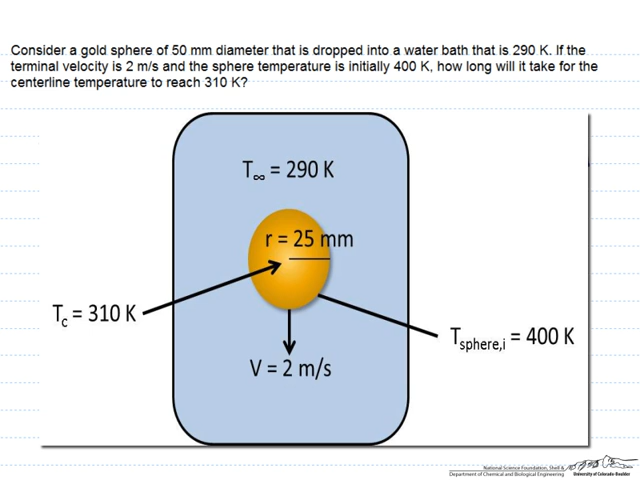 Consider a gold sphere of 50 mm diameter that is dropped into a water bath that is 290 K. If the
terminal velocity is 2 m/s and the sphere temperature is initially 400 K, how long will it take for the
centerline temperature to reach 310 K?
T∞ = 290 K
r = 25 mm
Tc = 310 K
Tsphere,i = 400 K
V = 2 m/s
National Science Foundation, Shell &
Department of Chemical and Biological Engineering
University of Colorado Boulder